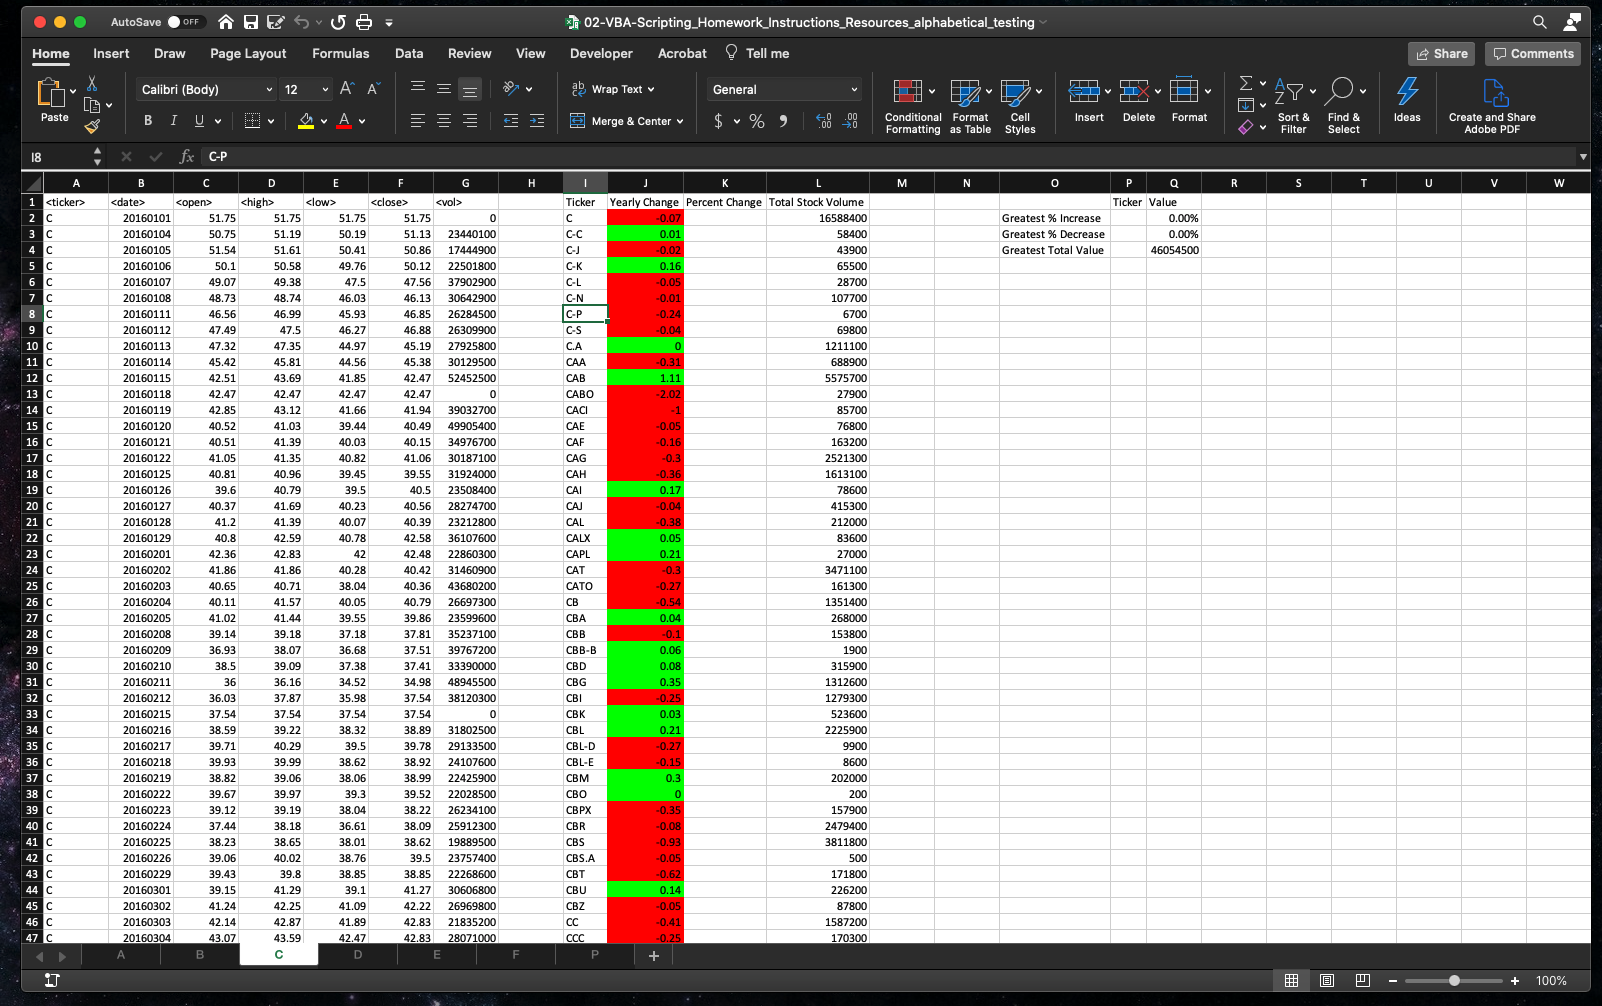 AutoSave OFF 02-VBA-Scripting_Homework_Instructions_Resources_alphabetical_testing
Home Insert Draw Page Layout Formulas Data Review View Developer Acrobat Tell me Share Comments
Paste Calibri (Body) 12 Wrap Text General Conditional Formatting Format as Table Cell Styles Insert Delete Format Sort & Filter Find & Select Ideas Create and Share Adobe PDF
B I U A Merge & Center $ %
I8 fx C-P
A B C D E F G H I J K L M N O P Q R S T U V W
1 <ticker> <date> <open> <high> <low> <close> <vol> Ticker Yearly Change Percent Change Total Stock Volume Ticker Value
2 C 20160101 51.75 51.75 51.75 51.75 0 C -0.07 16588400 Greatest % Increase 0.00%
3 C 20160104 50.75 51.19 50.19 51.13 23440100 C-C 0.01 58400 Greatest % Decrease 0.00%
4 C 20160105 51.54 51.61 50.41 50.86 17444900 C-J -0.02 43900 Greatest Total Value 46054500
5 C 20160106 50.1 50.58 49.76 50.12 22501800 C-K 0.16 65500
6 C 20160107 49.07 49.38 47.5 47.56 37902900 C-L -0.05 28700
7 C 20160108 48.73 48.74 46.03 46.13 30642900 C-N -0.01 107700
8 C 20160111 46.56 46.99 45.93 46.85 26284500 C-P -0.24 6700
9 C 20160112 47.49 47.5 46.27 46.88 26309900 C-S -0.04 69800
10 C 20160113 47.32 47.35 44.97 45.19 27925800 C.A 0 1211100
11 C 20160114 45.42 45.81 44.56 45.38 30129500 CAA -0.31 688900
12 C 20160115 42.51 43.69 41.85 42.47 52452500 CAB 1.11 5575700
13 C 20160118 42.47 42.47 42.47 42.47 0 CABO -2.02 27900
14 C 20160119 42.85 43.12 41.66 41.94 39032700 CACI -1 85700
15 C 20160120 40.52 41.03 39.44 40.49 49905400 CAE -0.05 76800
16 C 20160121 40.51 41.39 40.03 40.15 34976700 CAF -0.16 163200
17 C 20160122 41.05 41.35 40.82 41.06 30187100 CAG -0.3 2521300
18 C 20160125 40.81 40.96 39.45 39.55 31924000 CAH -0.36 1613100
19 C 20160126 39.6 40.79 39.5 40.5 23508400 CAI 0.17 78600
20 C 20160127 40.37 41.69 40.23 40.56 28274700 CAJ -0.04 415300
21 C 20160128 41.2 41.39 40.07 40.39 23212800 CAL -0.38 212000
22 C 20160129 40.8 42.59 40.78 42.58 36107600 CALX 0.05 83600
23 C 20160201 42.36 42.83 42 42.48 22860300 CAPL 0.21 27000
24 C 20160202 41.86 41.86 40.28 40.42 31460900 CAT -0.3 3471100
25 C 20160203 40.65 40.71 38.04 40.36 43680200 CATO -0.27 161300
26 C 20160204 40.11 41.57 40.05 40.79 26697300 CB -0.54 1351400
27 C 20160205 41.02 41.44 39.55 39.86 23599600 CBA 0.04 268000
28 C 20160208 39.14 39.18 37.18 37.81 35237100 CBB -0.1 153800
29 C 20160209 36.93 38.07 36.68 37.51 39767200 CBB-B 0.06 1900
30 C 20160210 38.5 39.09 37.38 37.41 33390000 CBD 0.08 315900
31 C 20160211 36 36.16 34.52 34.98 48945500 CBG 0.35 1312600
32 C 20160212 36.03 37.87 35.98 37.54 38120300 CBI -0.25 1279300
33 C 20160215 37.54 37.54 37.54 37.54 0 CBK 0.03 523600
34 C 20160216 38.59 39.22 38.32 38.89 31802500 CBL 0.21 2225900
35 C 20160217 39.71 40.29 39.5 39.78 29133500 CBL-D -0.27 9900
36 C 20160218 39.93 39.99 38.62 38.92 24107600 CBL-E -0.15 8600
37 C 20160219 38.82 39.06 38.06 38.99 22425900 CBM 0.3 202000
38 C 20160222 39.67 39.97 39.3 39.52 22028500 CBO 0 200
39 C 20160223 39.12 39.19 38.04 38.22 26234100 CBPX -0.35 157900
40 C 20160224 37.44 38.18 36.61 38.09 25912300 CBR -0.08 2479400
41 C 20160225 38.23 38.65 38.01 38.62 19889500 CBS -0.93 3811800
42 C 20160226 39.06 40.02 38.76 39.5 23757400 CBS.A -0.05 500
43 C 20160229 39.43 39.8 38.85 38.85 22268600 CBT -0.62 171800
44 C 20160301 39.15 41.29 39.1 41.27 30606800 CBU 0.14 226200
45 C 20160302 41.24 42.25 41.09 42.22 26969800 CBZ -0.05 87800
46 C 20160303 42.14 42.87 41.89 42.83 21835200 CC -0.41 1587200
47 C 20160304 43.07 43.59 42.47 42.83 28071000 CCC -0.25 170300
A B C D E F P +
100%